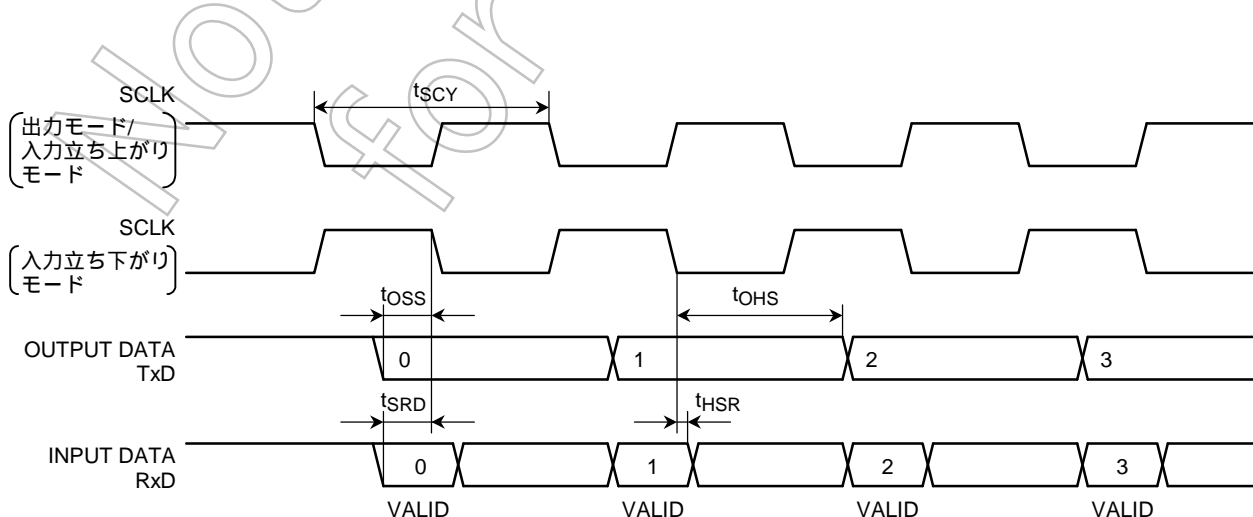 Not
for
SCLK
tSCY
出力モード/
入力立ち上がり
モード
SCLK
入力立ち下がり
モード
tOSS
tOHS
OUTPUT DATA
TxD
0
1
2
3
tSRD
tHSR
INPUT DATA
RxD
0
1
2
3
VALID
VALID
VALID
VALID